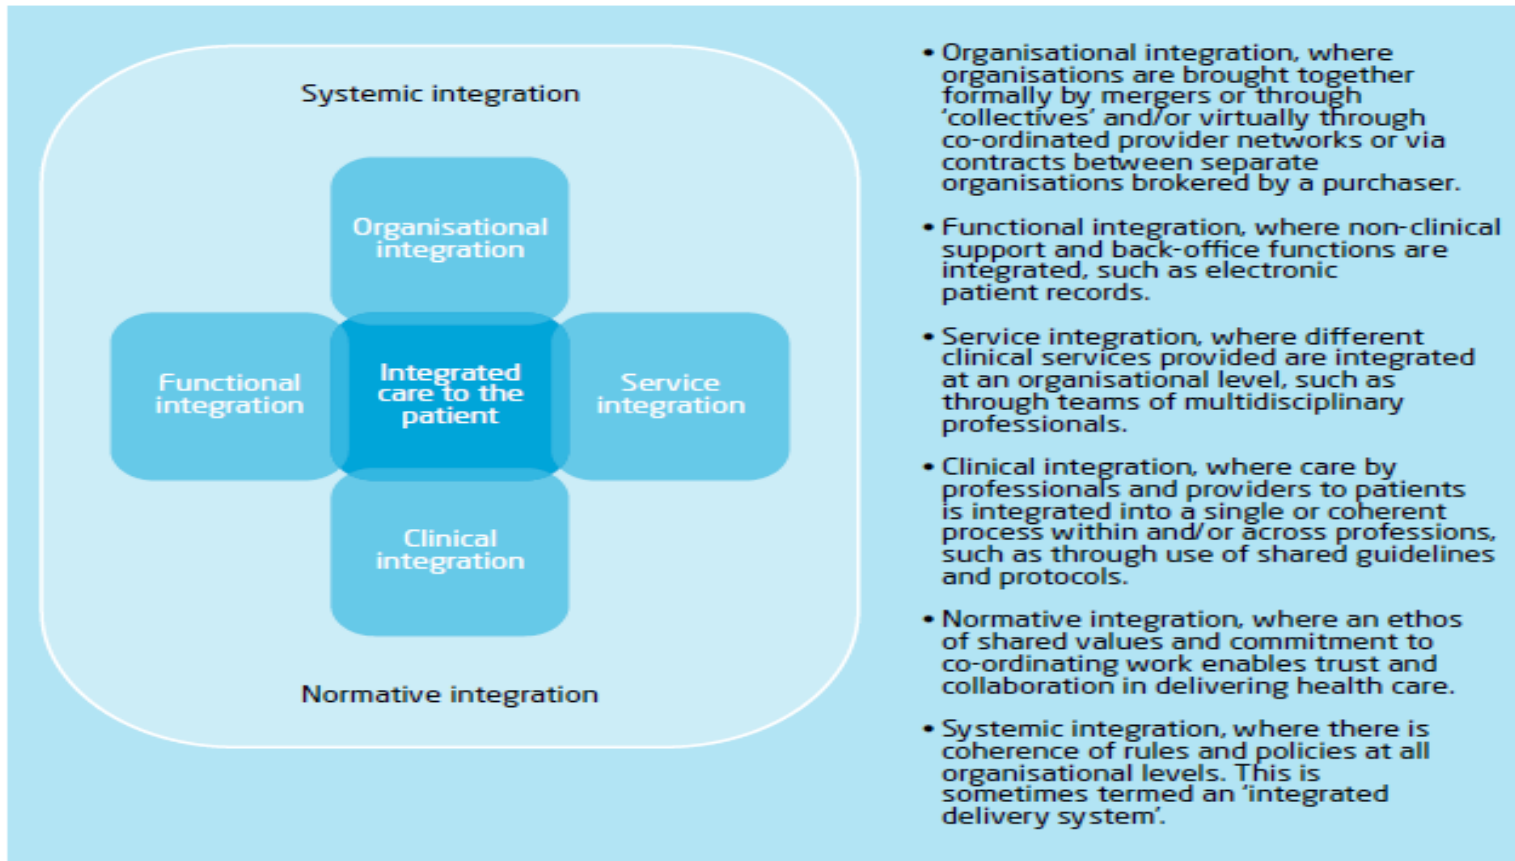 Systemic integration
Organisational
integration
Functional
integration
Integrated
care to the
patient
Service
integration
Clinical
integration
Normative integration
• Organisational integration, where
organisations are brought together
formally by mergers or through
‘collectives’ and/or virtually through
co-ordinated provider networks or via
contracts between separate
organisations brokered by a purchaser.
• Functional integration, where non-clinical
support and back-office functions are
integrated, such as electronic
patient records.
• Service integration, where different
clinical services provided are integrated
at an organisational level, such as
through teams of multidisciplinary
professionals.
• Clinical integration, where care by
professionals and providers to patients
is integrated into a single or coherent
process within and/or across professions,
such as through use of shared guidelines
and protocols.
• Normative integration, where an ethos
of shared values and commitment to
co-ordinating work enables trust and
collaboration in delivering health care.
• Systemic integration, where there is
coherence of rules and policies at all
organisational levels. This is
sometimes termed an ‘integrated
delivery system’.